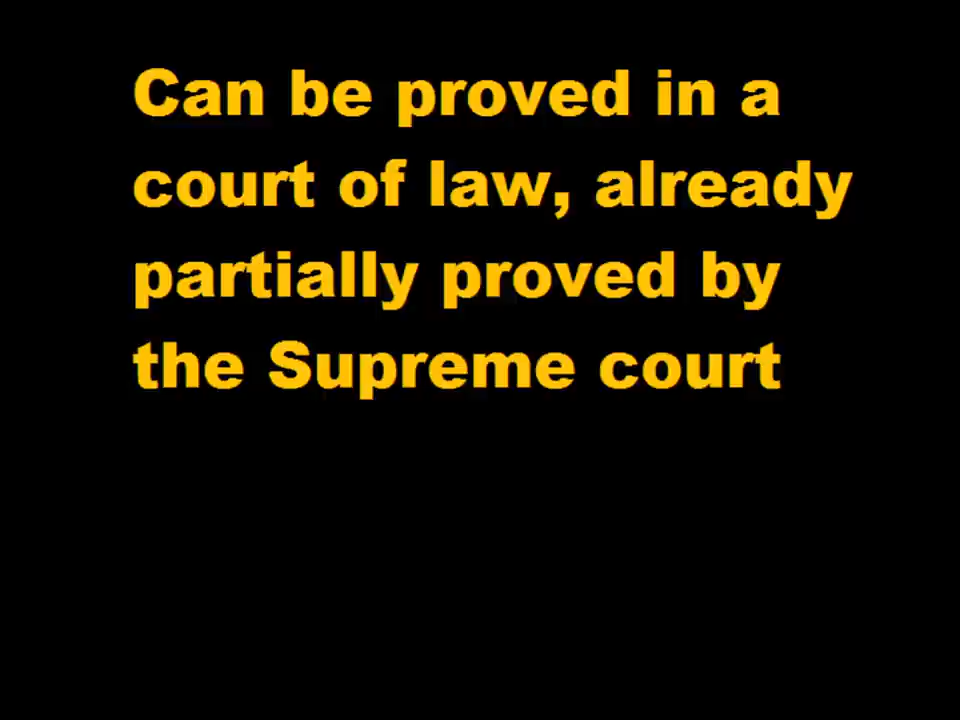 Can be proved in a
court of law, already
partially proved by
the Supreme court